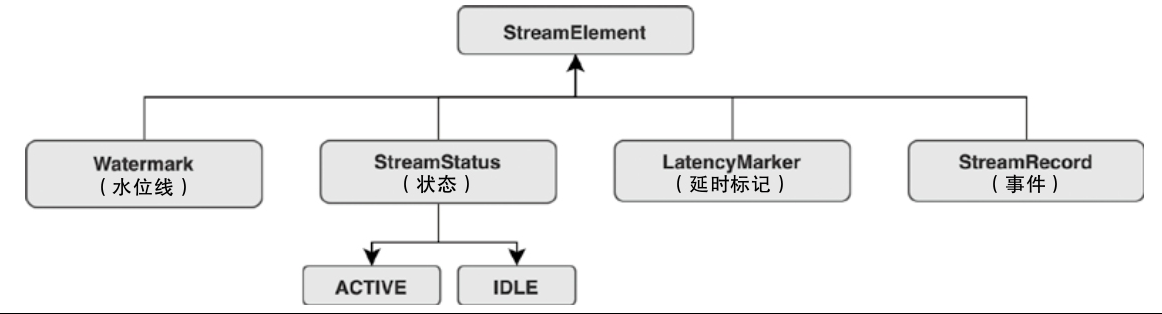 StreamElement
Watermark
（水位线）
StreamStatus
（状态）
LatencyMarker
（延时标记）
StreamRecord
（事件）
ACTIVE
IDLE